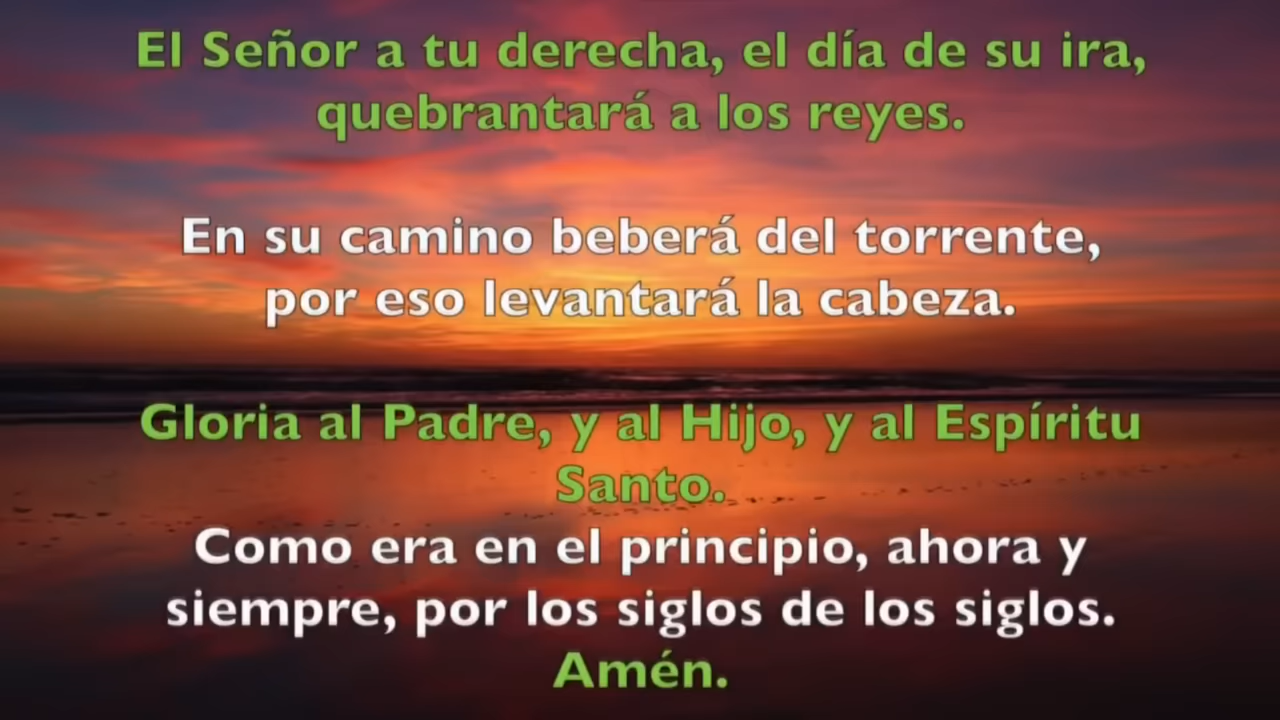 El Señor a tu derecha, el día de su ira,
quebrantará a los reyes.
En su camino beberá del torrente,
por eso levantará la cabeza.
Gloria al Padre, y al Hijo, y al Espíritu
Santo.
Como era en el principio, ahora y
siempre, por los siglos de los siglos.
Amén.